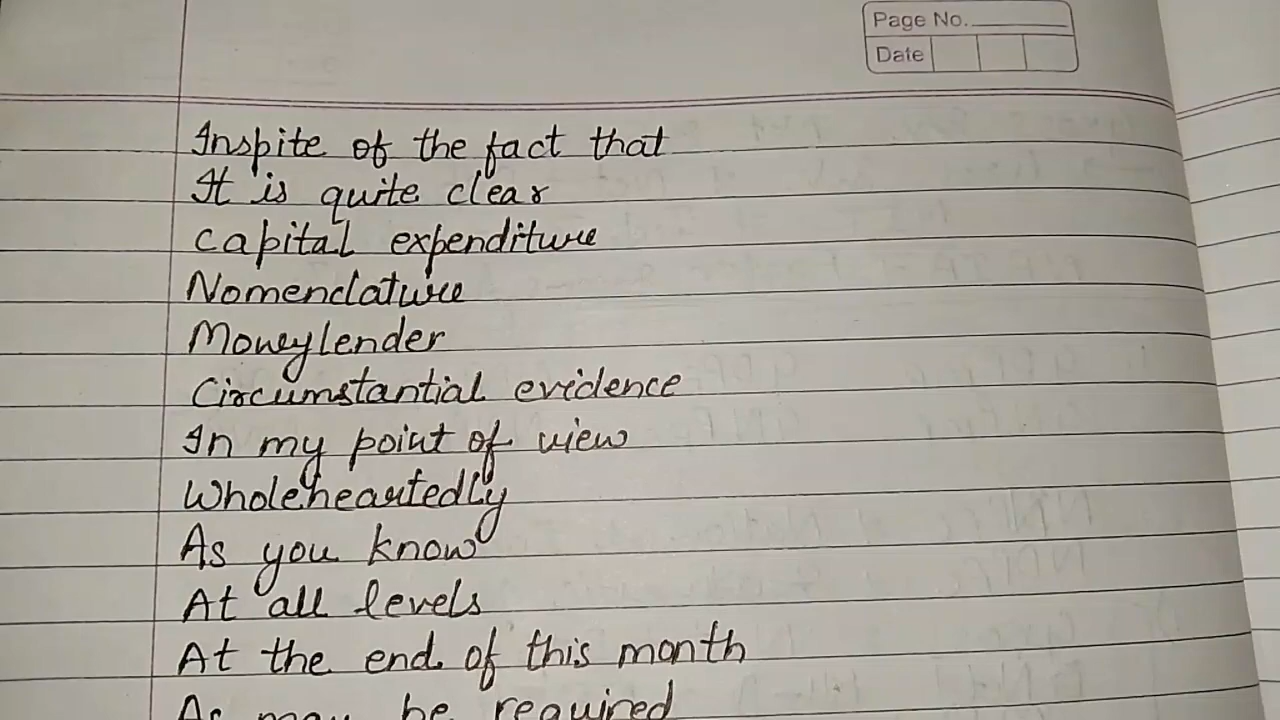 Page No.
Date
Inspite of the fact that
It is quite clear
Capital expenditure
Nomenclature
Moneylender
Circumstantial evidence
In my point of view
Wholeheartedly
As you know
At all levels
At the end of this month
As may be required